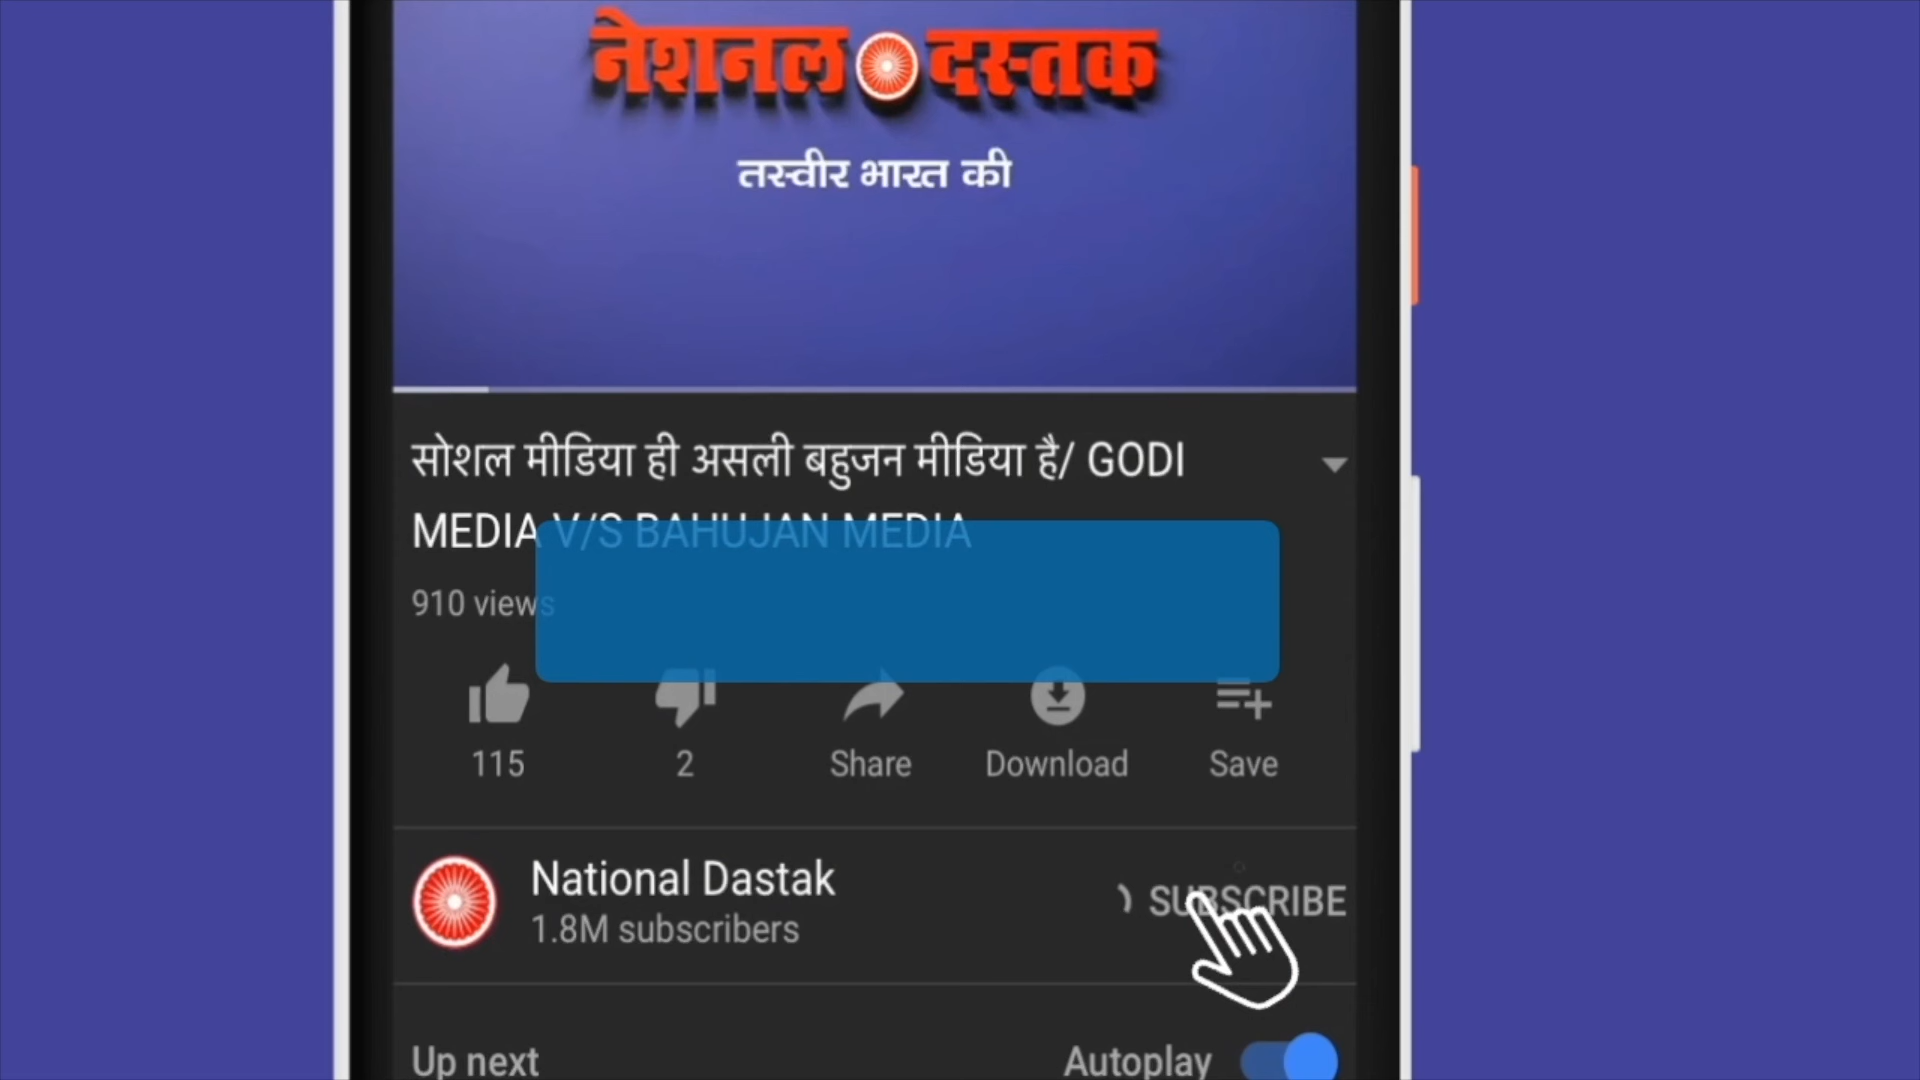 नेशनल दस्तक
तस्वीर भारत की
सोशल मीडिया ही असली बहुजन मीडिया है/ GODI
MEDIA V/S BAHUJAN MEDIA
910 views
115
2
Share
Download
Save
National Dastak
1.8M subscribers
SUBSCRIBE
Up next
Autoplay